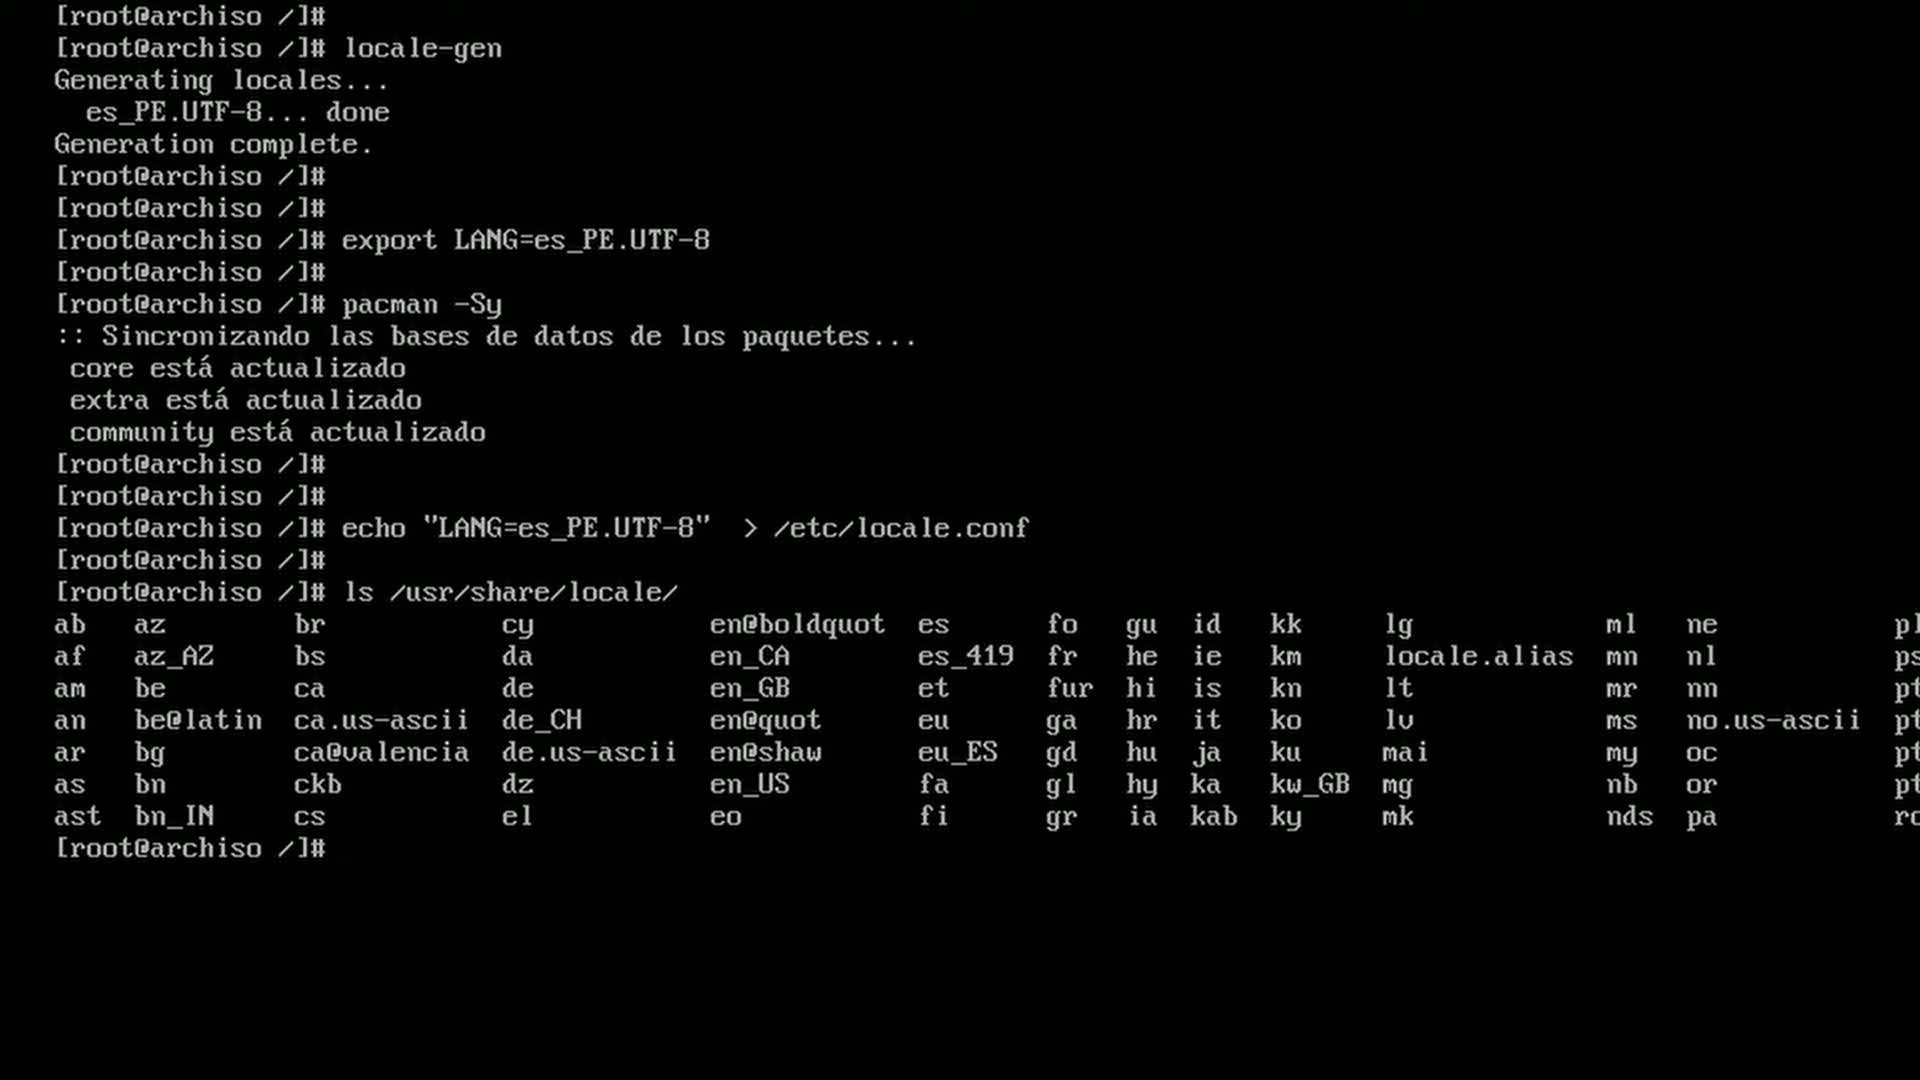 [root@archiso /]#
[root@archiso /]# locale-gen
Generating locales...
  es_PE.UTF-8... done
Generation complete.
[root@archiso /]#
[root@archiso /]#
[root@archiso /]# export LANG=es_PE.UTF-8
[root@archiso /]#
[root@archiso /]# pacman -Sy
:: Sincronizando las bases de datos de los paquetes...
 core está actualizado
 extra está actualizado
 community está actualizado
[root@archiso /]#
[root@archiso /]#
[root@archiso /]# echo "LANG=es_PE.UTF-8"  > /etc/locale.conf
[root@archiso /]#
[root@archiso /]# ls /usr/share/locale/
ab   az        br          cy           en@boldquot  es      fo   gu  id   kk     lg            ml   ne
af   az_AZ     bs          da           en_CA        es_419  fr   he  ie   km     locale.alias  mn   nl           ps
am   be        ca          de           en_GB        et      fur  hi  is   kn     lt            mr   nn           pt
an   be@latin  ca.us-ascii de_CH        en@quot      eu      ga   hr  it   ko     lv            ms   no.us-ascii  pt
ar   bg        ca@valencia de.us-ascii  en@shaw      eu_ES   gd   hu  ja   ku     mai           my   oc           pt
as   bn        ckb         dz           en_US        fa      gl   hy  ka   kw_GB  mg            nb   or           pt
ast  bn_IN     cs          el           eo           fi      gr   ia  kab  ky     mk            nds  pa
[root@archiso /]#